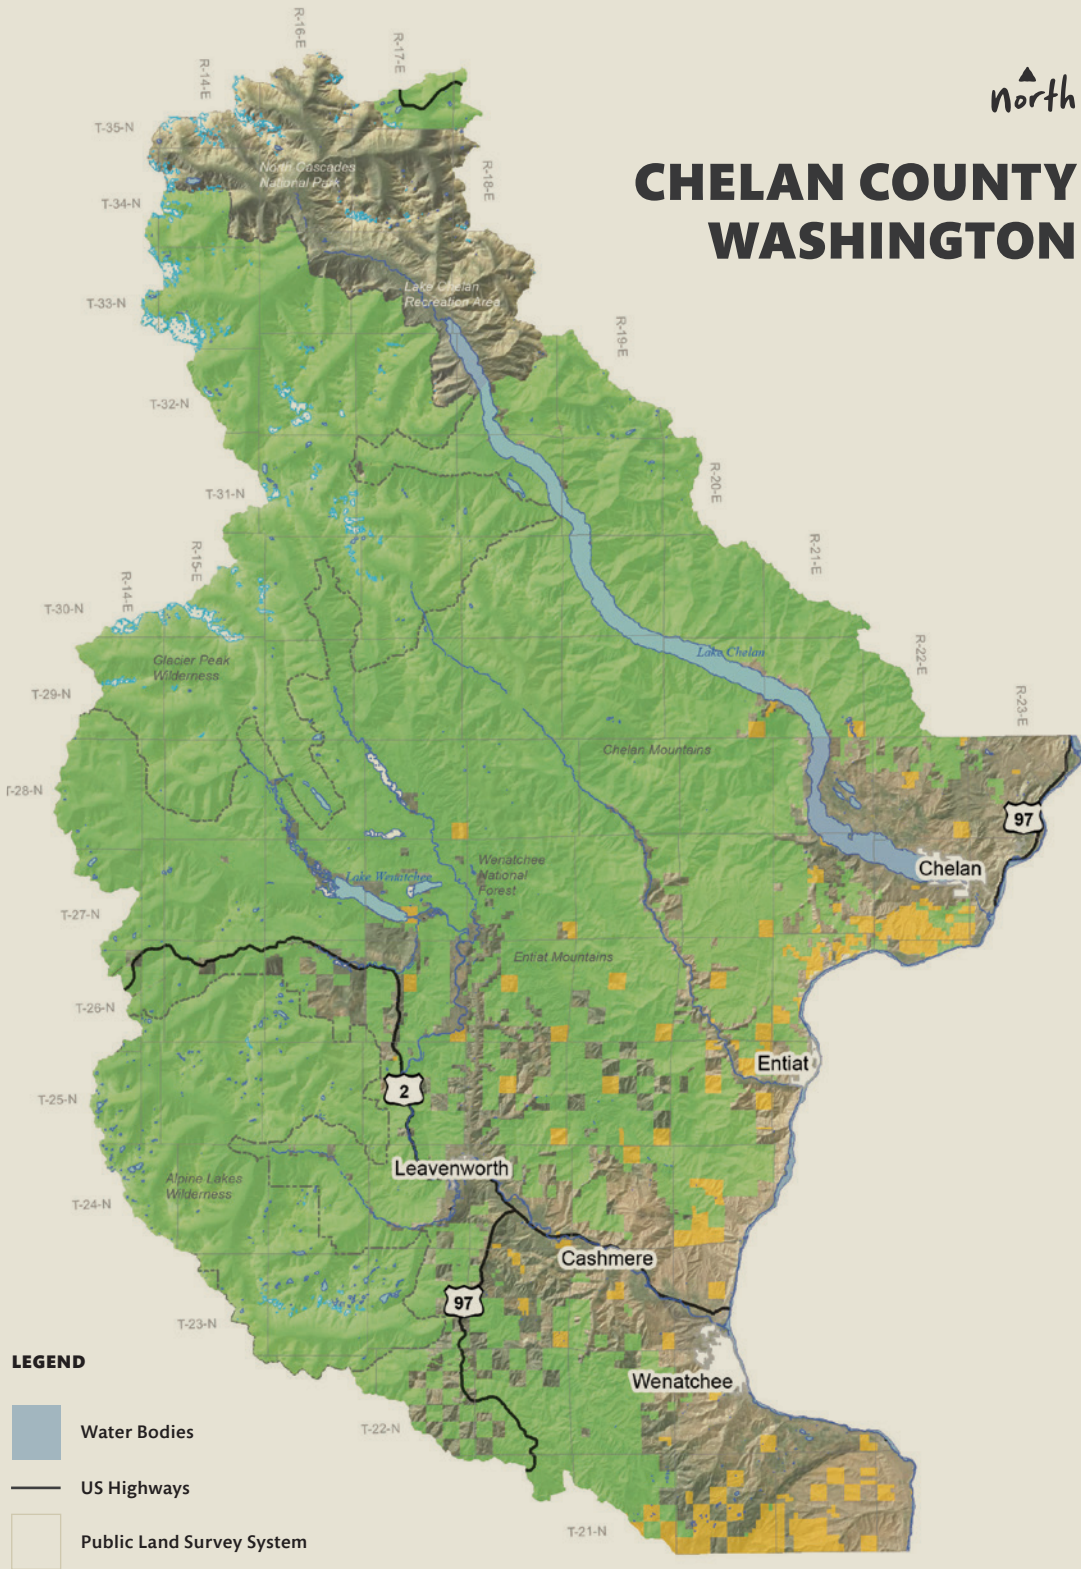 north
CHELAN COUNTY
WASHINGTON
R-16-E
R-17-E
R-14-E
T-35-N
North Cascades
National Park
R-18-E
T-34-N
Lake Chelan
Recreation Area
T-33-N
R-19-E
T-32-N
R-20-E
T-31-N
R-21-E
R-15-E
R-14-E
T-30-N
Lake Chelan
R-22-E
Glacier Peak
Wilderness
T-29-N
R-23-E
Chelan Mountains
T-28-N
97
Chelan
Wenatchee
National
Forest
Lake Wenatchee
T-27-N
Entiat Mountains
T-26-N
Entiat
2
T-25-N
Leavenworth
Alpine Lakes
Wilderness
T-24-N
Cashmere
97
T-23-N
Wenatchee
T-22-N
T-21-N
LEGEND
Water Bodies
US Highways
Public Land Survey System